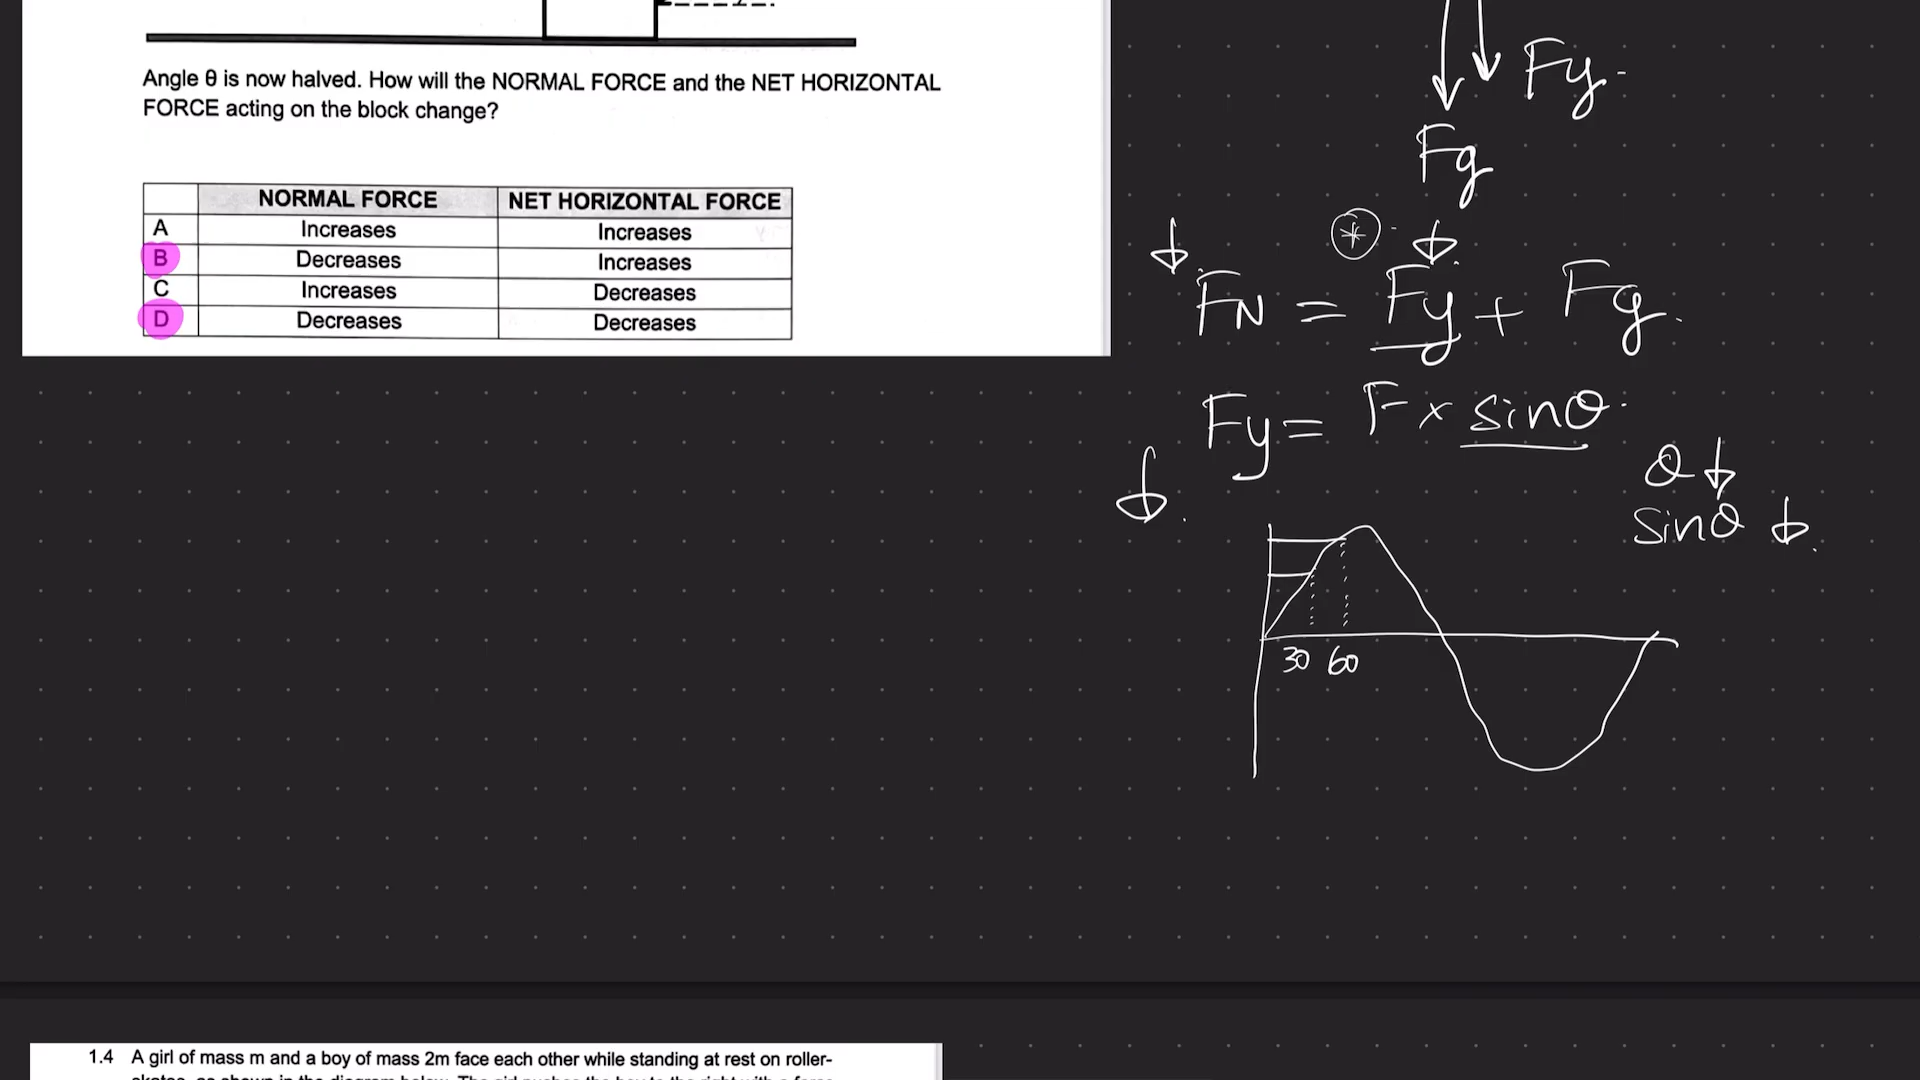 Angle θ is now halved. How will the NORMAL FORCE and the NET HORIZONTAL
FORCE acting on the block change?
NORMAL FORCE NET HORIZONTAL FORCE
A Increases Increases
B Decreases Increases
C Increases Decreases
D Decreases Decreases
Fy
Fg
*
FN = Fy + Fg
Fy = F × sinθ
θ ↓
sinθ ↓
30 60
1.4 A girl of mass m and a boy of mass 2m face each other while standing at rest on roller-